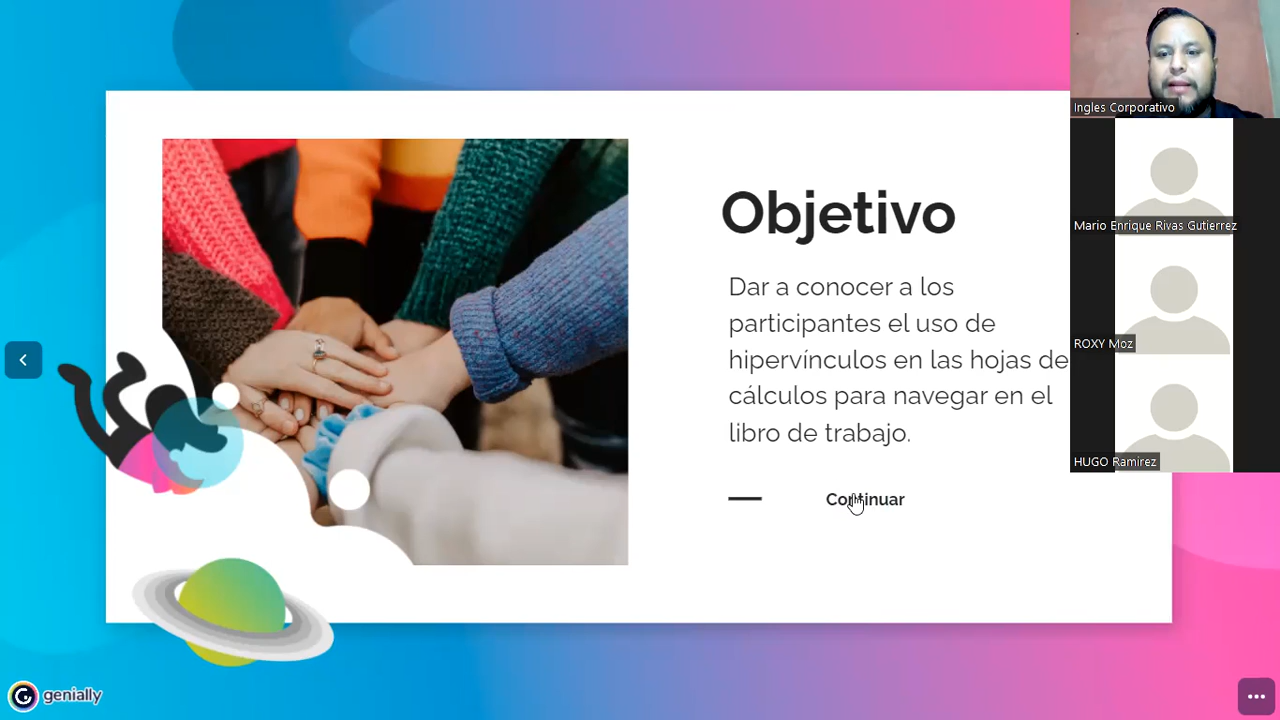 Objetivo
Dar a conocer a los
participantes el uso de
hipervínculos en las hojas de
cálculos para navegar en el
libro de trabajo.
Continuar
Ingles Corporativo
Mario Enrique Rivas Gutierrez
ROXY Moz
HUGO Ramirez
genially